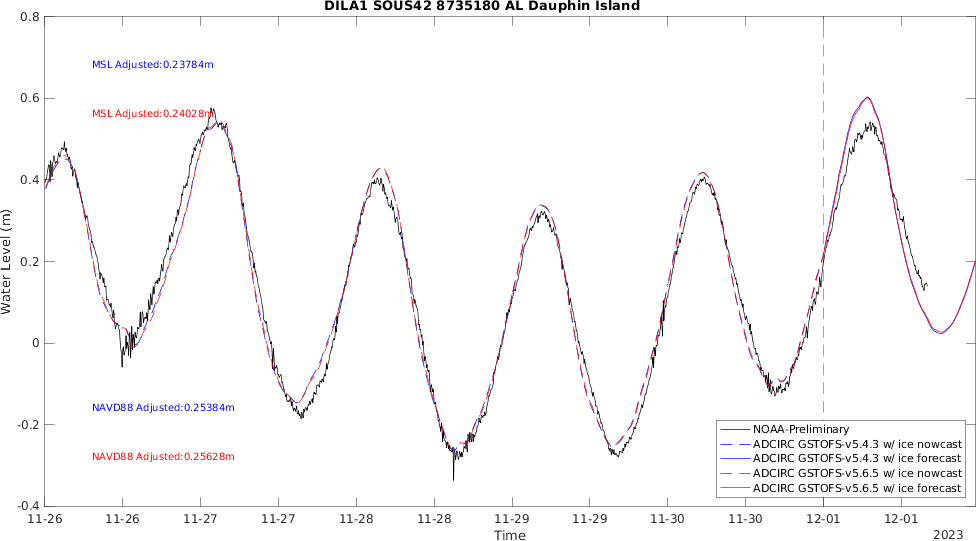 DILA1 SOUS42 8735180 AL Dauphin Island
0.8
0.6
0.4
0.2
0
-0.2
-0.4
Water Level (m)
MSL Adjusted:0.23784m
MSL Adjusted:0.24028m
NAVD88 Adjusted:0.25384m
NAVD88 Adjusted:0.25628m
NOAA-Preliminary
ADCIRC GSTOFS-v5.4.3 w/ ice nowcast
ADCIRC GSTOFS-v5.4.3 w/ ice forecast
ADCIRC GSTOFS-v5.6.5 w/ ice nowcast
ADCIRC GSTOFS-v5.6.5 w/ ice forecast
11-26 11-26 11-27 11-27 11-28 11-28 11-29 11-29 11-30 11-30 12-01 12-01
Time
2023